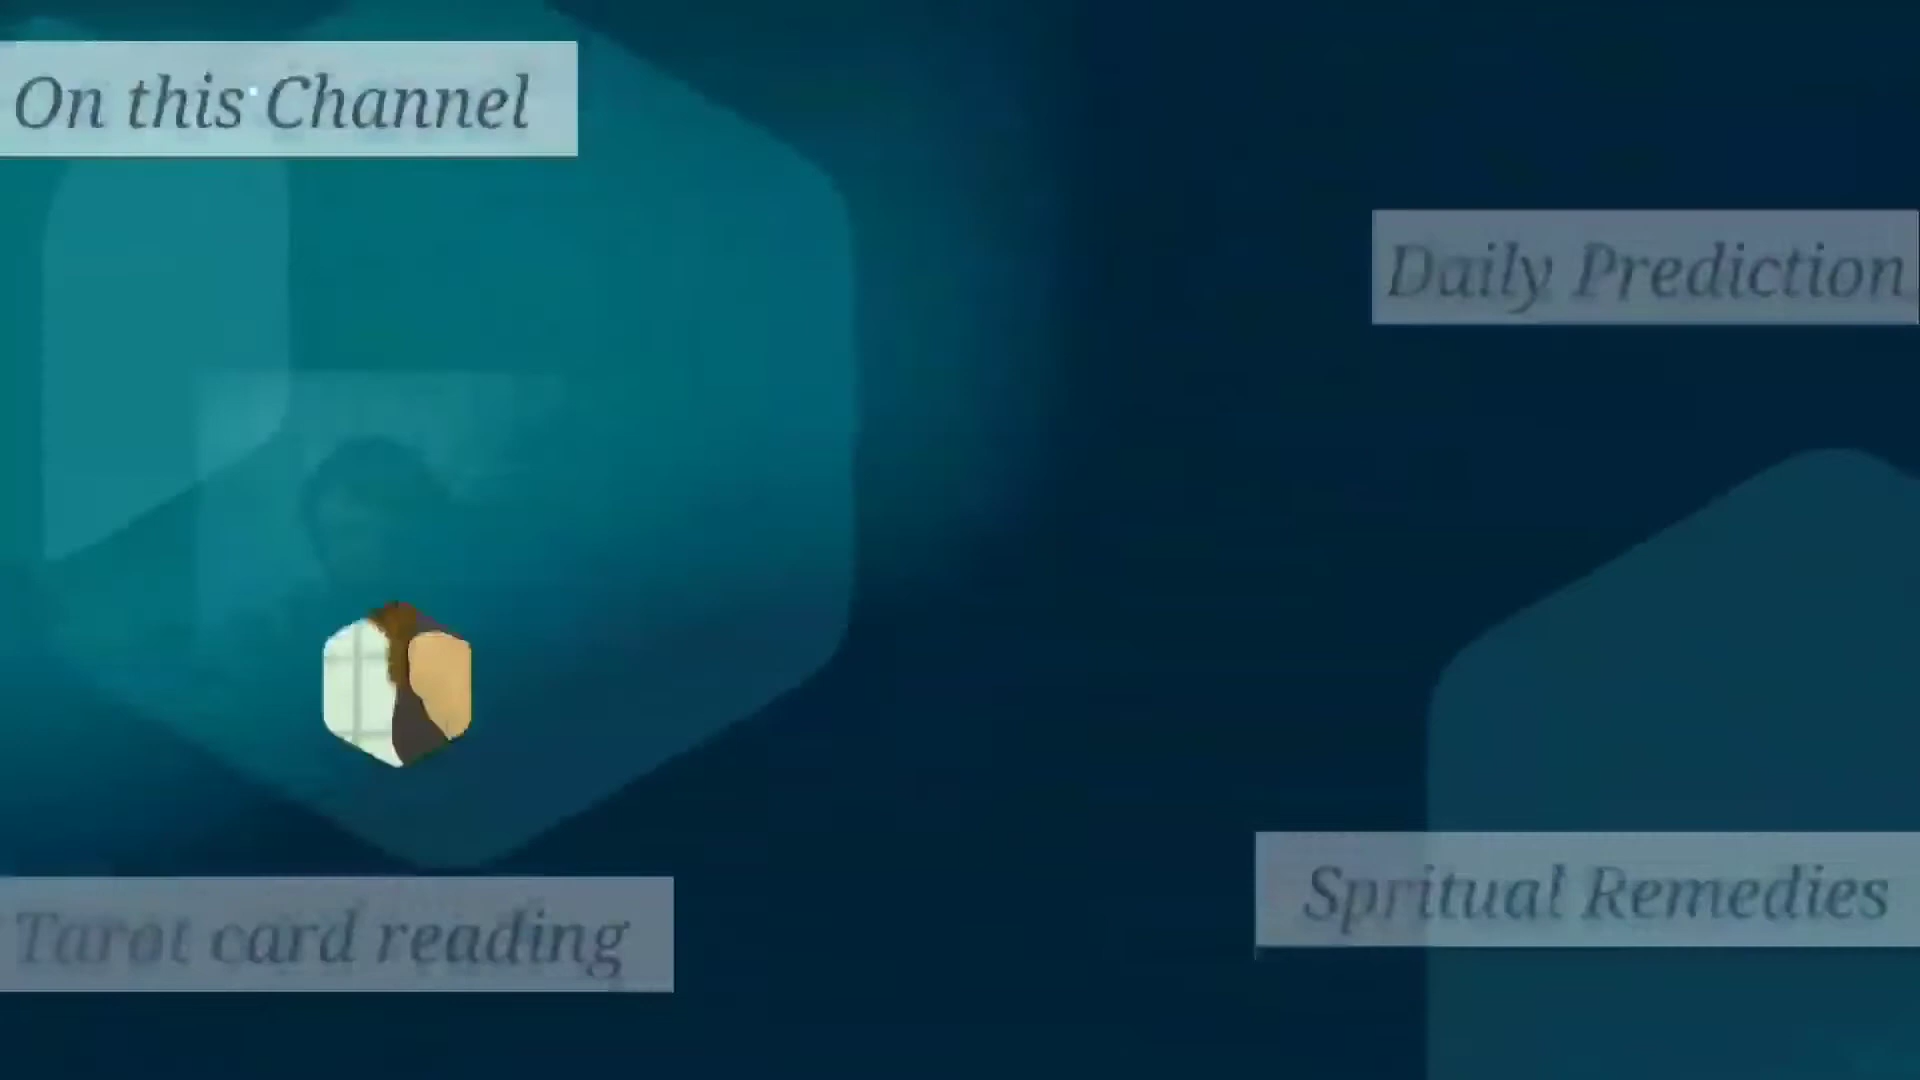 On this Channel
Daily Prediction
Spritual Remedies
Tarot card reading